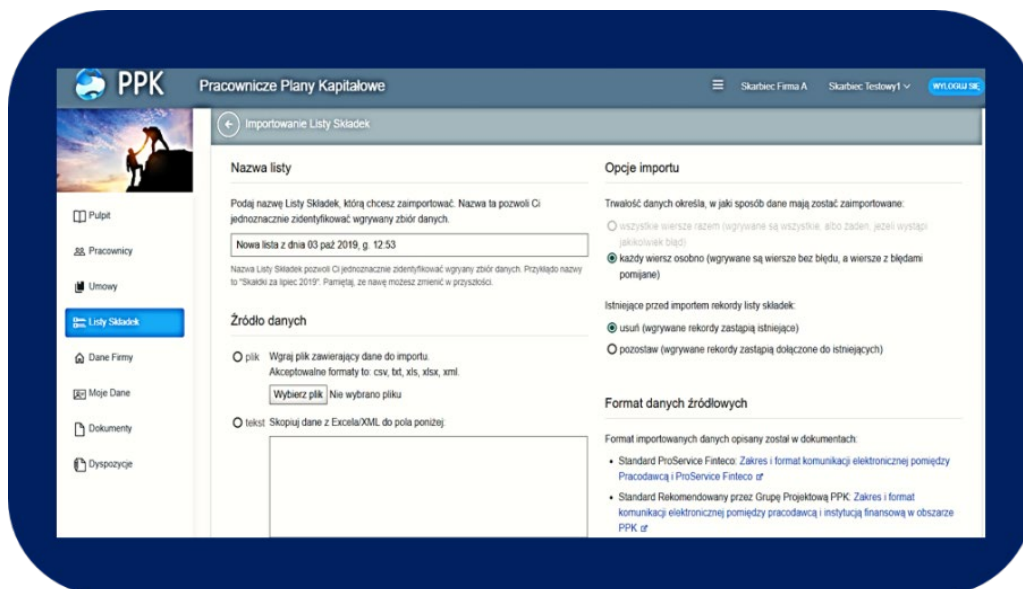 PPK
Pracownicze Plany Kapitałowe
Skarbiec Firma A
Skarbiec Testowy1
WYLOGUJ SIĘ
Importowanie Listy Składek
Pulpit
Pracownicy
Umowy
Listy Składek
Dane Firmy
Moje Dane
Dokumenty
Dyspozycje
Nazwa listy
Podaj nazwę Listy Składek, którą chcesz zaimportować. Nazwa ta pozwoli Ci
jednoznacznie zidentyfikować wgrywany zbiór danych.
Nowa lista z dnia 03 paź 2019, g. 12:53
Nazwa Listy Składek pozwoli Ci jednoznacznie zidentyfikować wgryany zbiór danych. Przykłądo nazwy
to "Skałdki za lipiec 2019". Pamiętaj, że nawę możesz zmienić w przyszłości.
Źródło danych
plik Wgraj plik zawierający dane do importu.
Akceptowalne formaty to: csv, txt, xls, xlsx, xml.
Wybierz plik Nie wybrano pliku
tekst Skopiuj dane z Excela/XML do pola poniżej:
Opcje importu
Trwałość danych określa, w jaki sposób dane mają zostać zaimportowane:
wszystkie wiersze razem (wgrywane są wszystkie, albo żaden, jeżeli wystąpi
jakikolwiek błąd)
każdy wiersz osobno (wgrywane są wiersze bez błędu, a wiersze z błędami
pomijane)
Istniejące przed importem rekordy listy składek:
usuń (wgrywane rekordy zastąpią istniejące)
pozostaw (wgrywane rekordy zastąpią dołączone do istniejących)
Format danych źródłowych
Format importowanych danych opisany został w dokumentach:
• Standard ProService Finteco: Zakres i format komunikacji elektronicznej pomiędzy
Pracodawcą i ProService Finteco
• Standard Rekomendowany przez Grupę Projektową PPK: Zakres i format
komunikacji elektronicznej pomiędzy pracodawcą i instytucją finansową w obszarze
PPK